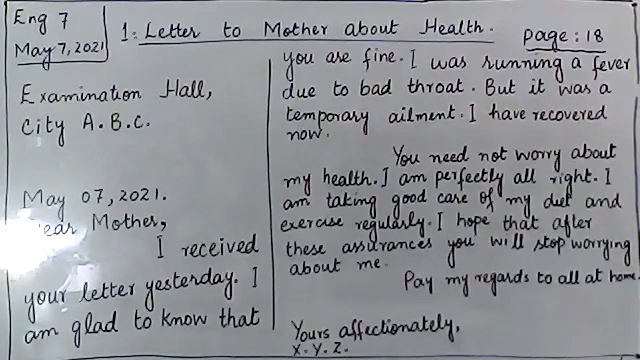 Eng 7
May 7, 2021
1: Letter to Mother about Health.
Page: 18
Examination Hall,
City A.B.C.
May 07, 2021.
Dear Mother,
I received
your letter yesterday. I
am glad to know that
you are fine. I was running a fever
due to bad throat. But it was a
temporary ailment. I have recovered
now.
You need not worry about
my health. I am perfectly all right. I
am taking good care of my diet and
exercise regularly. I hope that after
these assurances you will stop worrying
about me.
Pay my regards to all at home.
Yours affectionately,
X.Y.Z.